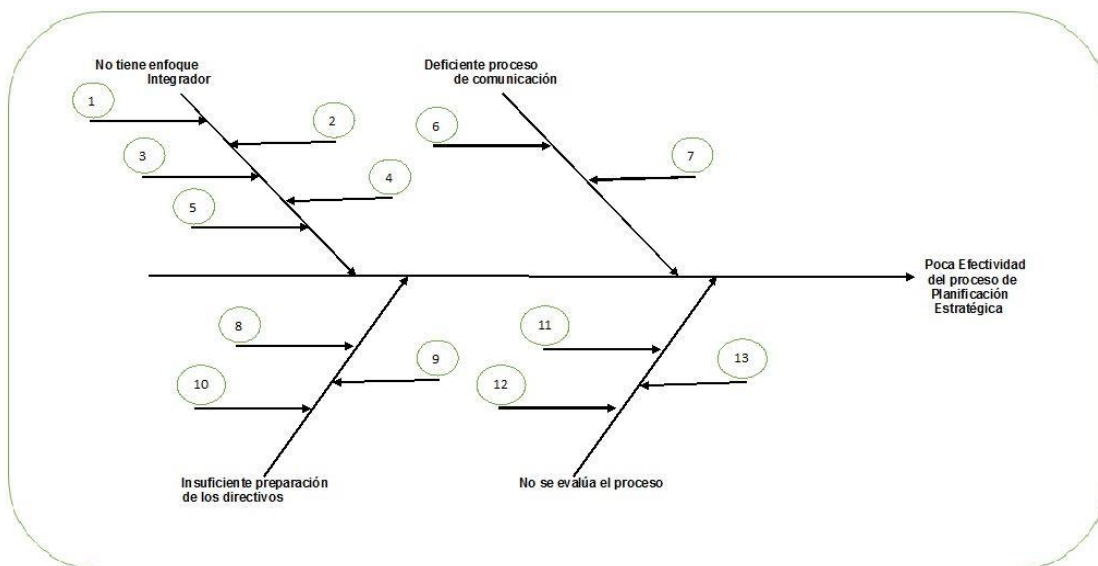 No tiene enfoque
Integrador
Deficiente proceso
de comunicación
1
2
3
4
5
6
7
Poca Efectividad
del proceso de
Planificación
Estratégica
8
9
10
11
12
13
Insuficiente preparación
de los directivos
No se evalúa el proceso